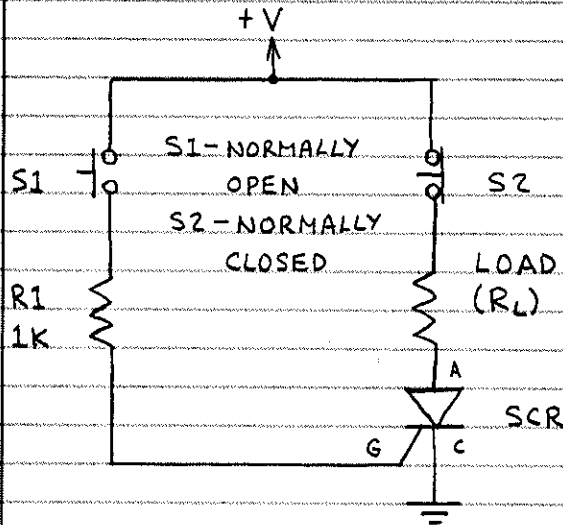 +V
S1-NORMALLY
OPEN
S1
S2
S2-NORMALLY
CLOSED
LOAD
(RL)
R1
1K
A
SCR
G
C